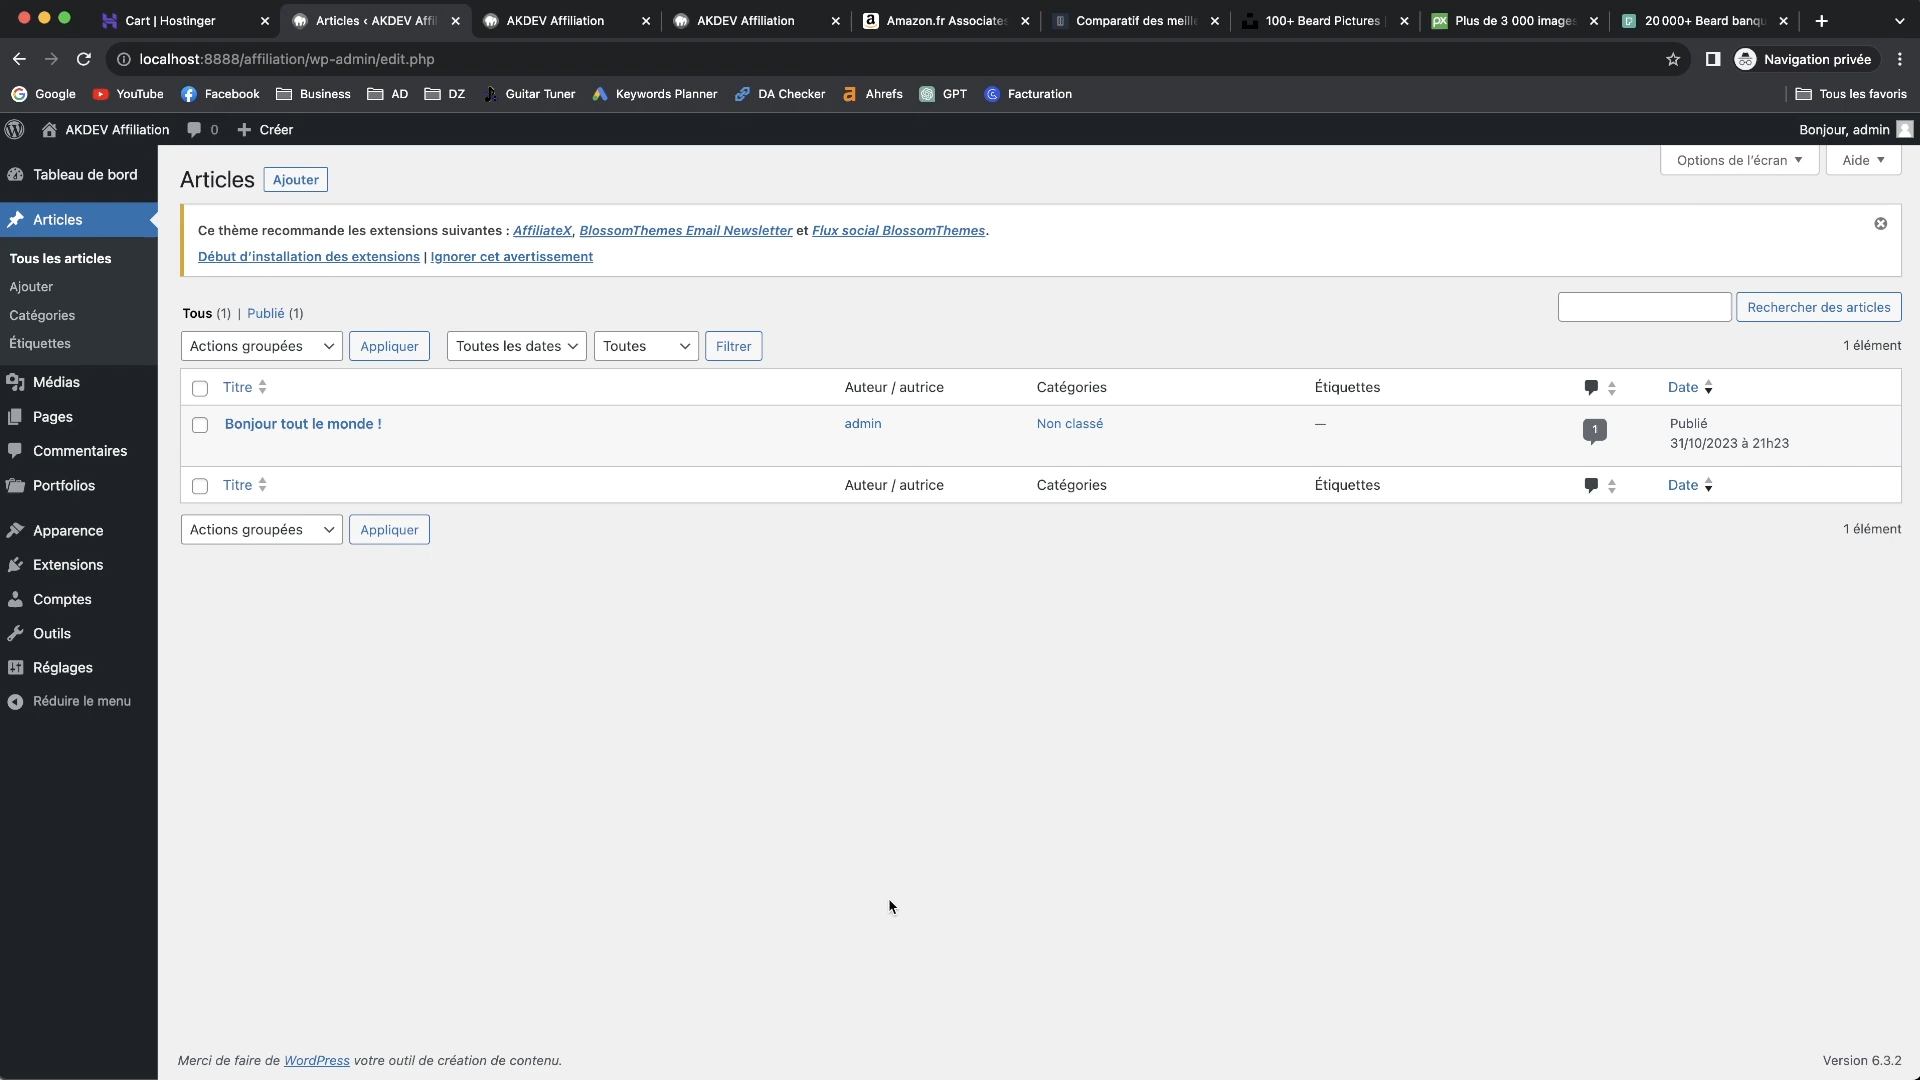 Cart | Hostinger
Articles ‹ AKDEV Affil
AKDEV Affiliation
AKDEV Affiliation
Amazon.fr Associate
Comparatif des meille
100+ Beard Pictures
Plus de 3 000 images
20 000+ Beard banqu
localhost:8888/affiliation/wp-admin/edit.php
Navigation privée
Google
YouTube
Facebook
Business
AD
DZ
Guitar Tuner
Keywords Planner
DA Checker
Ahrefs
GPT
Facturation
Tous les favoris
AKDEV Affiliation
0
Créer
Bonjour, admin
Tableau de bord
Articles
Tous les articles
Ajouter
Catégories
Étiquettes
Médias
Pages
Commentaires
Portfolios
Apparence
Extensions
Comptes
Outils
Réglages
Réduire le menu
Options de l'écran
Aide
Articles
Ajouter
Ce thème recommande les extensions suivantes : AffiliateX, BlossomThemes Email Newsletter et Flux social BlossomThemes.
Début d'installation des extensions | Ignorer cet avertissement
Tous (1) | Publié (1)
Rechercher des articles
Actions groupées
Appliquer
Toutes les dates
Toutes
Filtrer
1 élément
Titre
Auteur / autrice
Catégories
Étiquettes
Date
Bonjour tout le monde !
admin
Non classé
—
1
Publié
31/10/2023 à 21h23
Titre
Auteur / autrice
Catégories
Étiquettes
Date
Actions groupées
Appliquer
1 élément
Merci de faire de WordPress votre outil de création de contenu.
Version 6.3.2